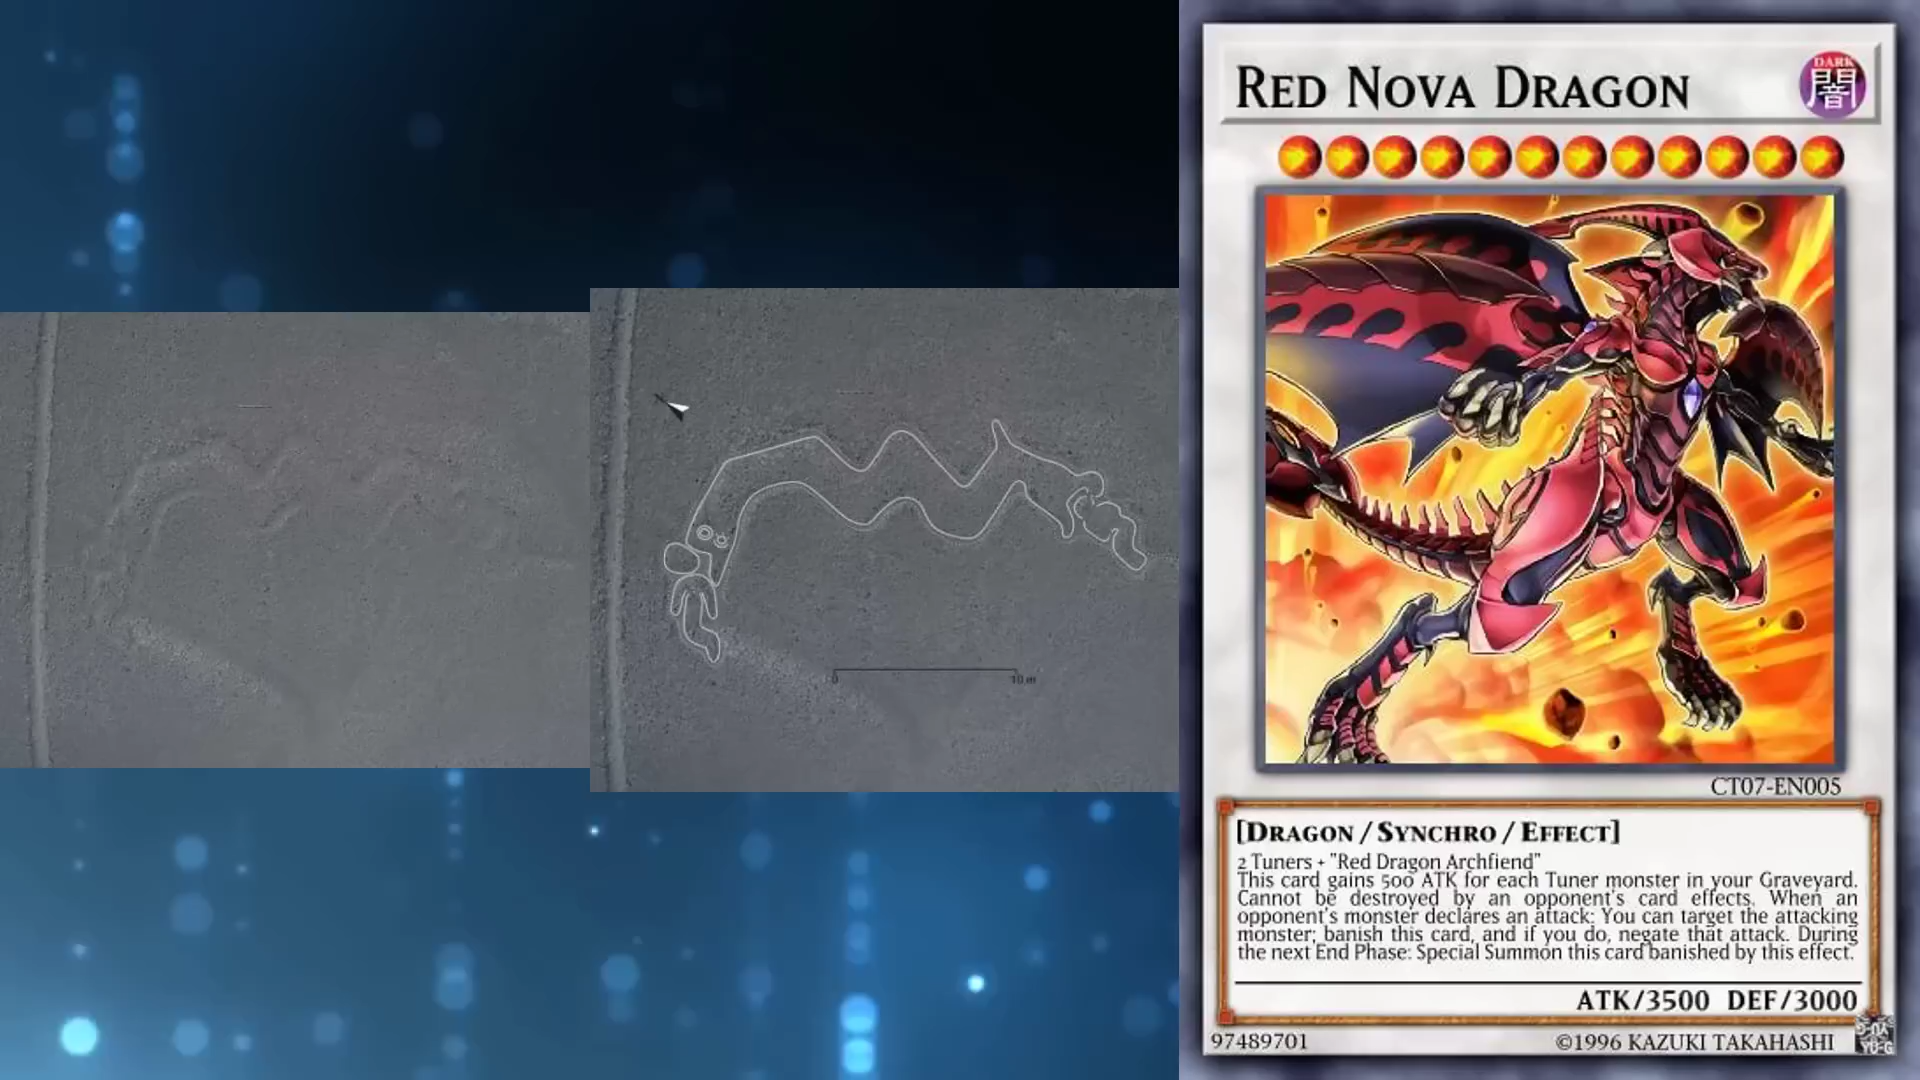 0 10 m
RED NOVA DRAGON
DARK
闇
CT07-EN005
[DRAGON / SYNCHRO / EFFECT]
2 Tuners + "Red Dragon Archfiend"
This card gains 500 ATK for each Tuner monster in your Graveyard.
Cannot be destroyed by an opponent's card effects. When an
opponent's monster declares an attack: You can target the attacking
monster; banish this card, and if you do, negate that attack. During
the next End Phase: Special Summon this card banished by this effect.
ATK/3500 DEF/3000
97489701
©1996 KAZUKI TAKAHASHI